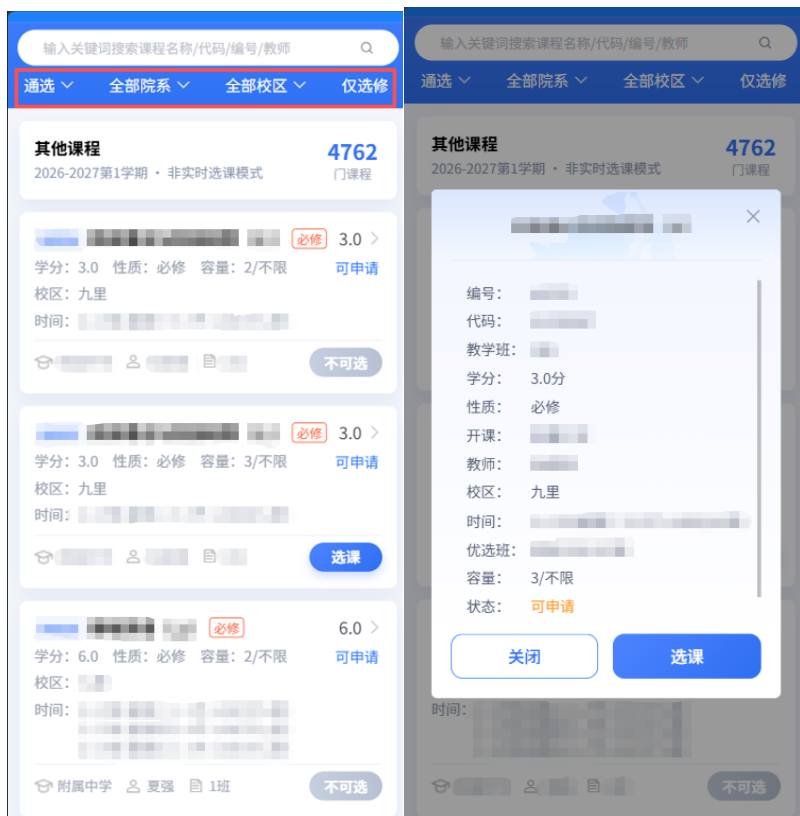 输入关键词搜索课程名称/代码/编号/教师
通选 全部院系 全部校区 仅选修
其他课程
4762
2026-2027第1学期 · 非实时选课模式
门课程
必修 3.0
学分: 3.0 性质: 必修 容量: 2/不限 可申请
校区: 九里
时间:
不可选
必修 3.0
学分: 3.0 性质: 必修 容量: 3/不限 可申请
校区: 九里
时间:
选课
必修 6.0
学分: 6.0 性质: 必修 容量: 2/不限 可申请
校区:
时间:
附属中学 夏强 1班 不可选
输入关键词搜索课程名称/代码/编号/教师
通选 全部院系 全部校区 仅选修
其他课程
4762
2026-2027第1学期 · 非实时选课模式
门课程
编号:
代码:
教学班:
学分: 3.0分
性质: 必修
开课:
教师:
校区: 九里
时间:
优选班:
容量: 3/不限
状态: 可申请
关闭 选课
时间:
不可选